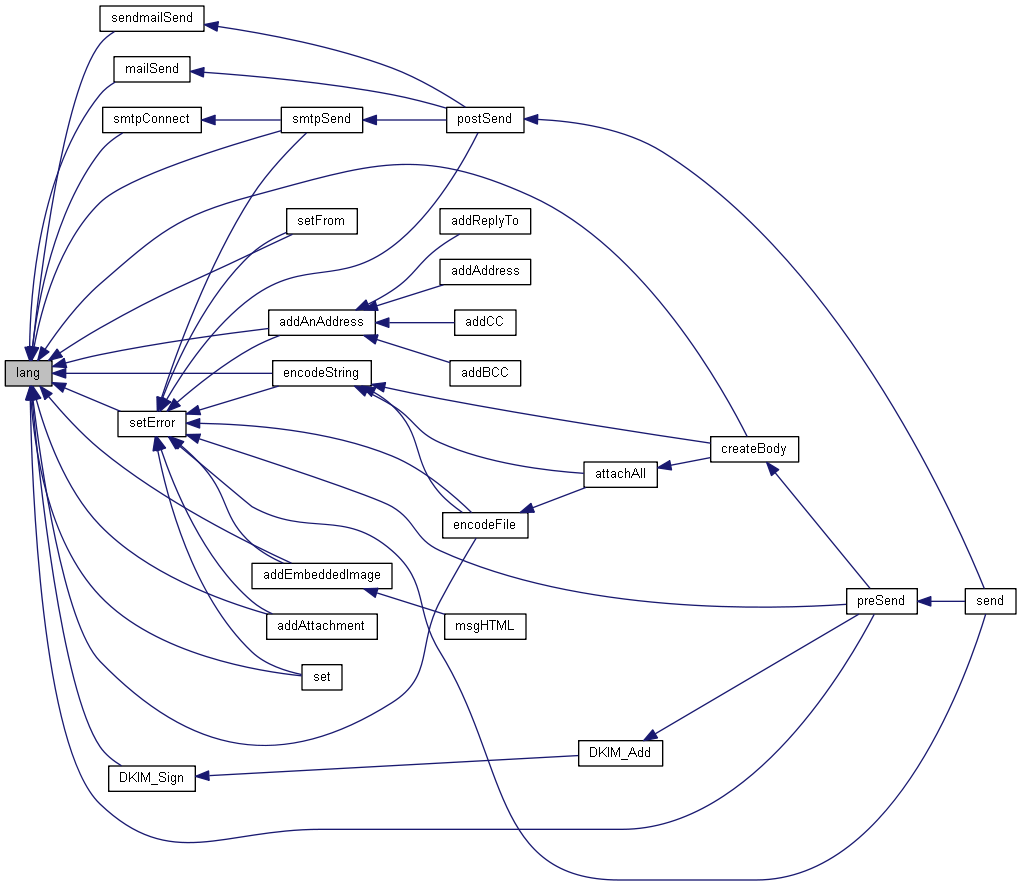 sendmailSend
mailSend
smtpConnect
smtpSend
postSend
setFrom
addReplyTo
addAddress
addAnAddress
addCC
lang
encodeString
addBCC
setError
createBody
attachAll
encodeFile
addEmbeddedImage
preSend
send
addAttachment
msgHTML
set
DKIM_Add
DKIM_Sign